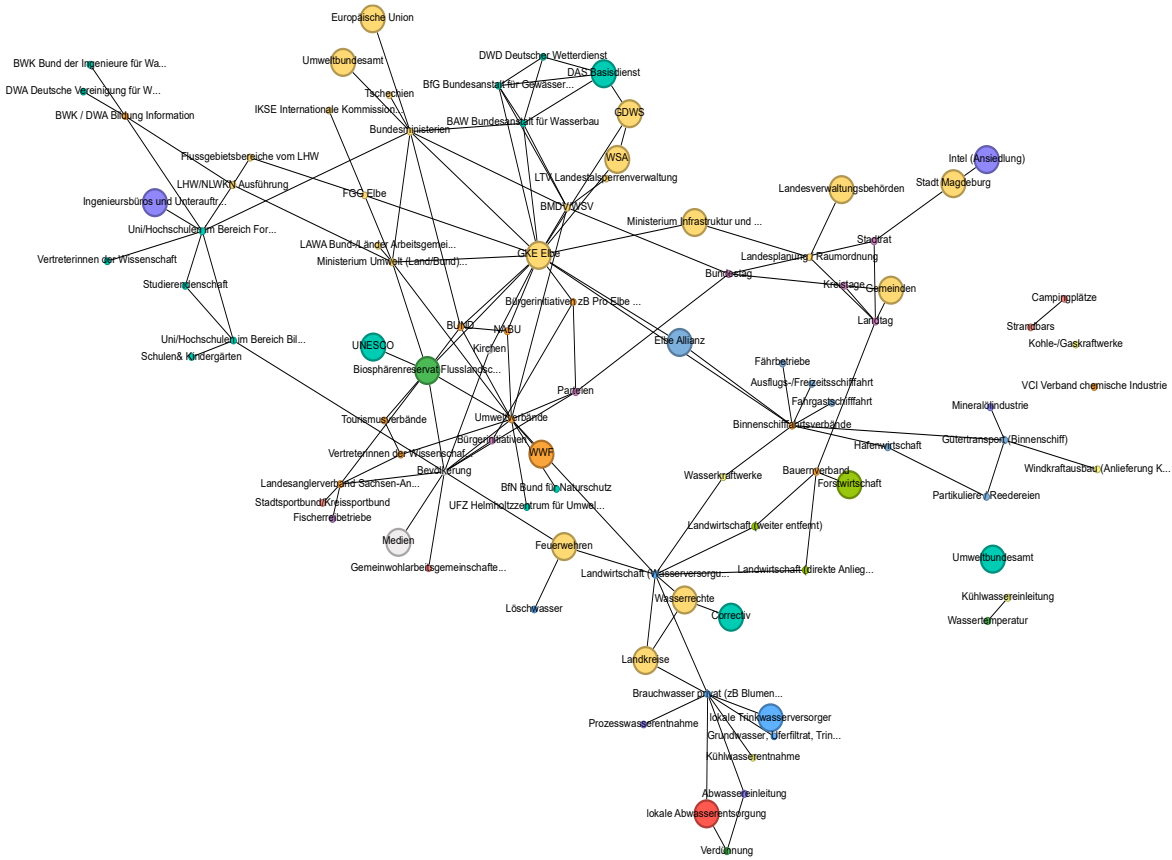 Europäische Union
DWD Deutscher Wetterdienst
BWK Bund der Ingenieure für Wa...
Umweltbundesamt
DAS Basisdienst
BfG Bundesanstalt für Gewässer...
DWA Deutsche Vereinigung für W...
Tschechien
IKSE Internationale Kommission...
GDWS
BWK / DWA Bildung Information
BAW Bundesanstalt für Wasserbau
Bundesministerien
Flussgebietsbereiche vom LHW
WSA
Intel (Ansiedlung)
LTV Landestalsperrenverwaltung
LHW/NLWKN Ausführung
Stadt Magdeburg
Landesverwaltungsbehörden
FGG Elbe
Ingenieursbüros und Unterauftr...
BMDV/WSV
Ministerium Infrastruktur und ...
Uni/Hochschulen im Bereich For...
Stadtrat
LAWA Bund-/Länder Arbeitsgemei...
GKE Elbe
Landesplanung / Raumordnung
Vertreterinnen der Wissenschaft
Ministerium Umwelt (Land/Bund)...
Bundestag
Studierendenschaft
Kreistage
Gemeinden
Bürgerinitiativen zB Pro Elbe ...
Campingplätze
Landtag
BUND
NABU
Strandbars
Uni/Hochschulen im Bereich Bil...
Elbe Allianz
Kohle-/Gaskraftwerke
UNESCO
Kirchen
Schulen& Kindergärten
Fährbetriebe
Biosphärenreservat Flusslandsc...
Ausflugs-/Freizeitsschifffahrt
VCI Verband chemische Industrie
Parteien
Fahrgastschifffahrt
Mineralölindustrie
Tourismusverbände
Umweltverbände
Binnenschifffahrtsverbände
Bürgerinitiativen
Gütertransport (Binnenschiff)
Hafenwirtschaft
Vertreterinnen der Wissenschaf...
WWF
Bevölkerung
Bauernverband
Windkraftausbau (Anlieferung K...
Wasserkraftwerke
Landesanglerverband Sachsen-An...
Forstwirtschaft
BfN Bund für Naturschutz
Partikuliere / Reedereien
Stadtsportbund/Kreissportbund
UFZ Helmholtzzentrum für Umwel...
Fischereibetriebe
Landwirtschaft (weiter entfernt)
Medien
Feuerwehren
Umweltbundesamt
Gemeinwohlarbeitsgemeinschafte...
Landwirtschaft (Wasserversorgu...
Landwirtschaft (direkte Anlieg...
Kühlwassereinleitung
Wasserrechte
Löschwasser
Correctiv
Wassertemperatur
Landkreise
Brauchwasser privat (zB Blumen...
lokale Trinkwasserversorger
Prozesswasserentnahme
Grundwasser, Uferfiltrat, Trin...
Kühlwasserentnahme
Abwassereinleitung
lokale Abwasserentsorgung
Verdünnung